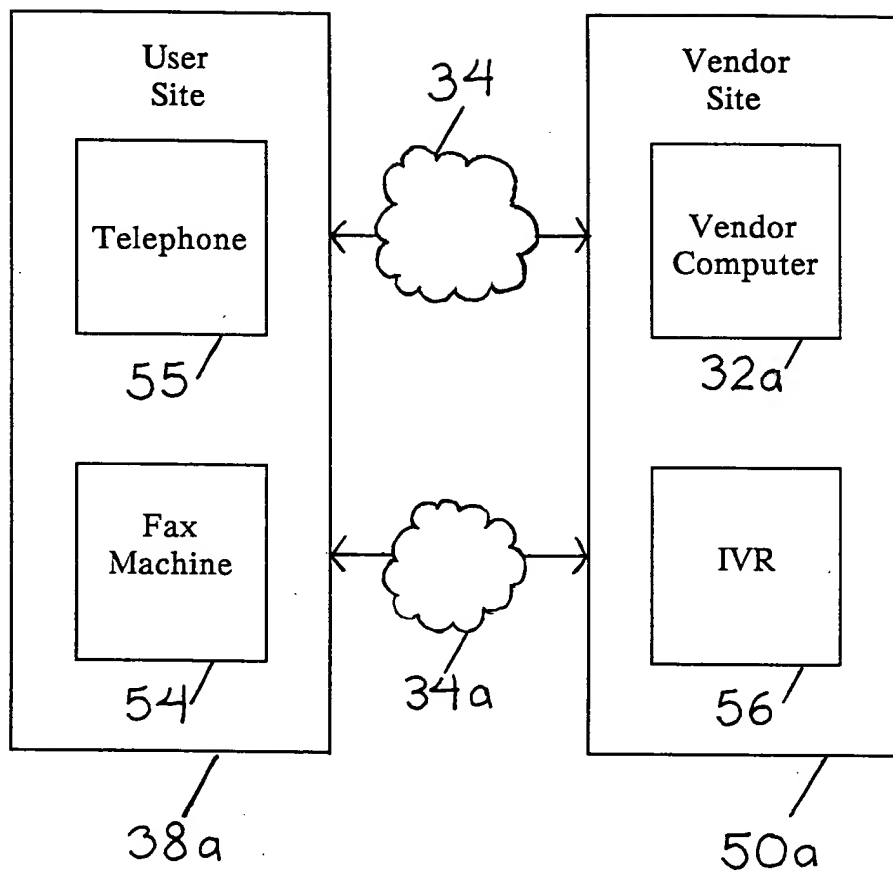 User
Site
Telephone
55
Fax
Machine
54
38a
34
34a
Vendor
Site
Vendor
Computer
32a
IVR
56
50a